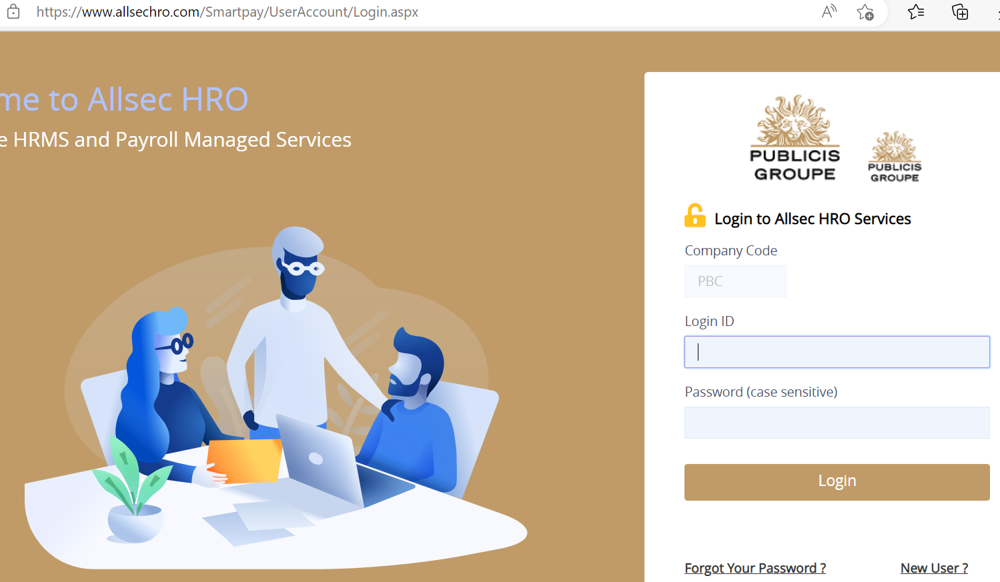 https://www.allsechro.com/Smartpay/UserAccount/Login.aspx
me to Allsec HRO
e HRMS and Payroll Managed Services
PUBLICIS
GROUPE
PUBLICIS
GROUPE
Login to Allsec HRO Services
Company Code
PBC
Login ID
Password (case sensitive)
Login
Forgot Your Password ?
New User ?